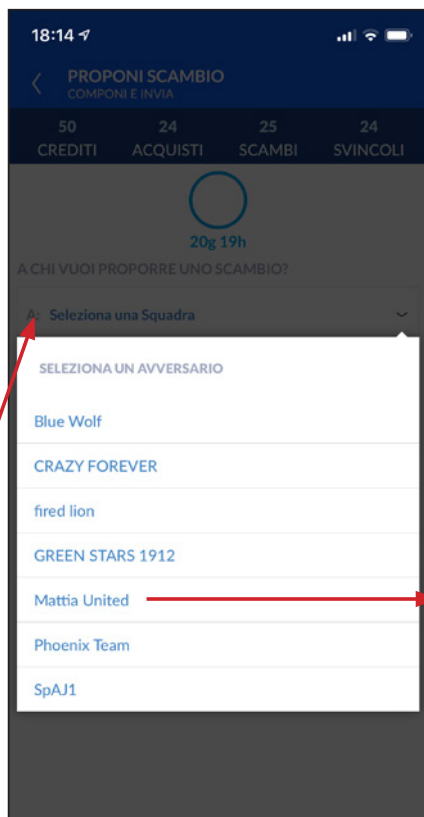 18:14
PROPONI SCAMBIO
COMPONI E INVIA
50 24 25 24
CREDITI ACQUISTI SCAMBI SVINCOLI
20g 19h
A CHI VUOI PROPORRE UNO SCAMBIO?
A: Seleziona una Squadra
SELEZIONA UN AVVERSARIO
Blue Wolf
CRAZY FOREVER
fired lion
GREEN STARS 1912
Mattia United
Phoenix Team
SpAJ1